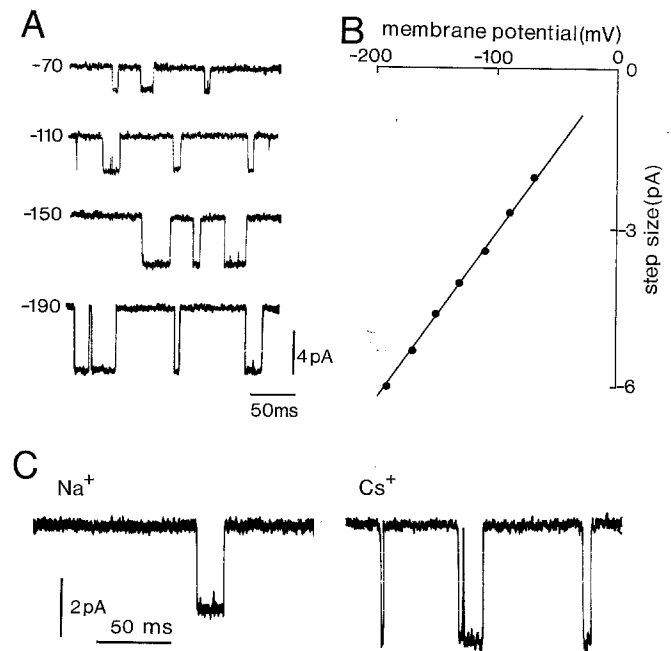 A
-70
-110
-150
-190
4pA
50ms
B
membrane potential(mV)
-200
-100
0
0
-3
-6
step size(pA)
C
Na+
Cs+
2pA
50 ms